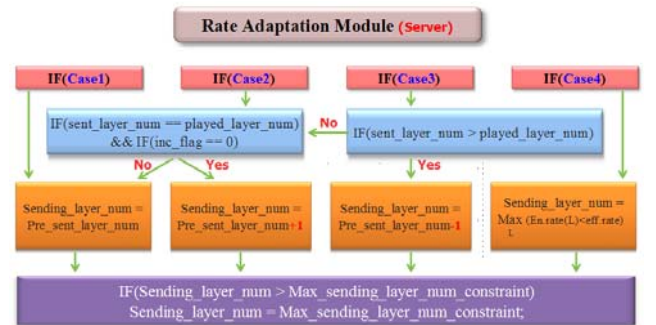 Rate Adaptation Module (Server)
IF(Case1)
IF(Case2)
IF(Case3)
IF(Case4)
IF(sent_layer_num == played_layer_num)
&& IF(inc_flag == 0)
No
IF(sent_layer_num > played_layer_num)
No
Yes
Yes
Sending_layer_num =
Pre_sent_layer_num
Sending_layer_num =
Pre_sent_layer_num+1
Sending_layer_num =
Pre_sent_layer_num-1
Sending_layer_num =
Max (En.rate(L)<eff.rate)
L
IF(Sending_layer_num > Max_sending_layer_num_constraint)
Sending_layer_num = Max_sending_layer_num_constraint;